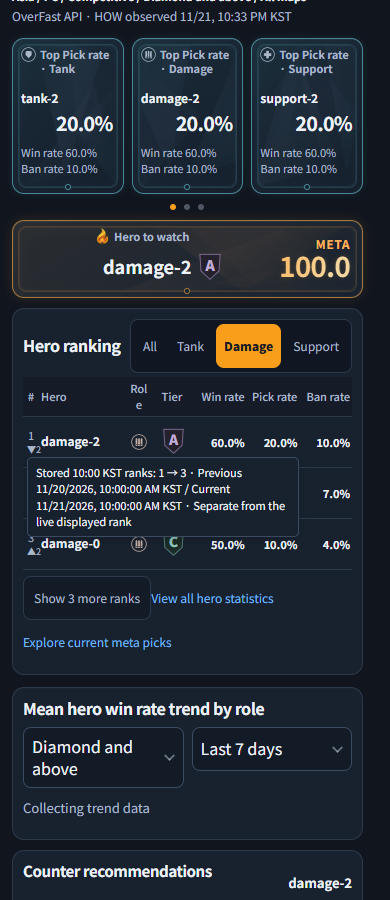 OverFast API · HOW observed 11/21, 10:33 PM KST
Top Pick rate · Tank
tank-2
20.0%
Win rate 60.0%
Ban rate 10.0%
Top Pick rate · Damage
damage-2
20.0%
Win rate 60.0%
Ban rate 10.0%
Top Pick rate · Support
support-2
20.0%
Win rate 60.0%
Ban rate 10.0%
Hero to watch
damage-2 A
META
100.0
Hero ranking
All Tank Damage Support
# Hero Role Tier Win rate Pick rate Ban rate
1 ▼2 damage-2 A 60.0% 20.0% 10.0%
Stored 10:00 KST ranks: 1 → 3 · Previous
11/20/2026, 10:00:00 AM KST / Current
11/21/2026, 10:00:00 AM KST · Separate from the
live displayed rank
7.0%
3 ▲2 damage-0 C 50.0% 10.0% 4.0%
Show 3 more ranks View all hero statistics
Explore current meta picks
Mean hero win rate trend by role
Diamond and above
Last 7 days
Collecting trend data
Counter recommendations
damage-2